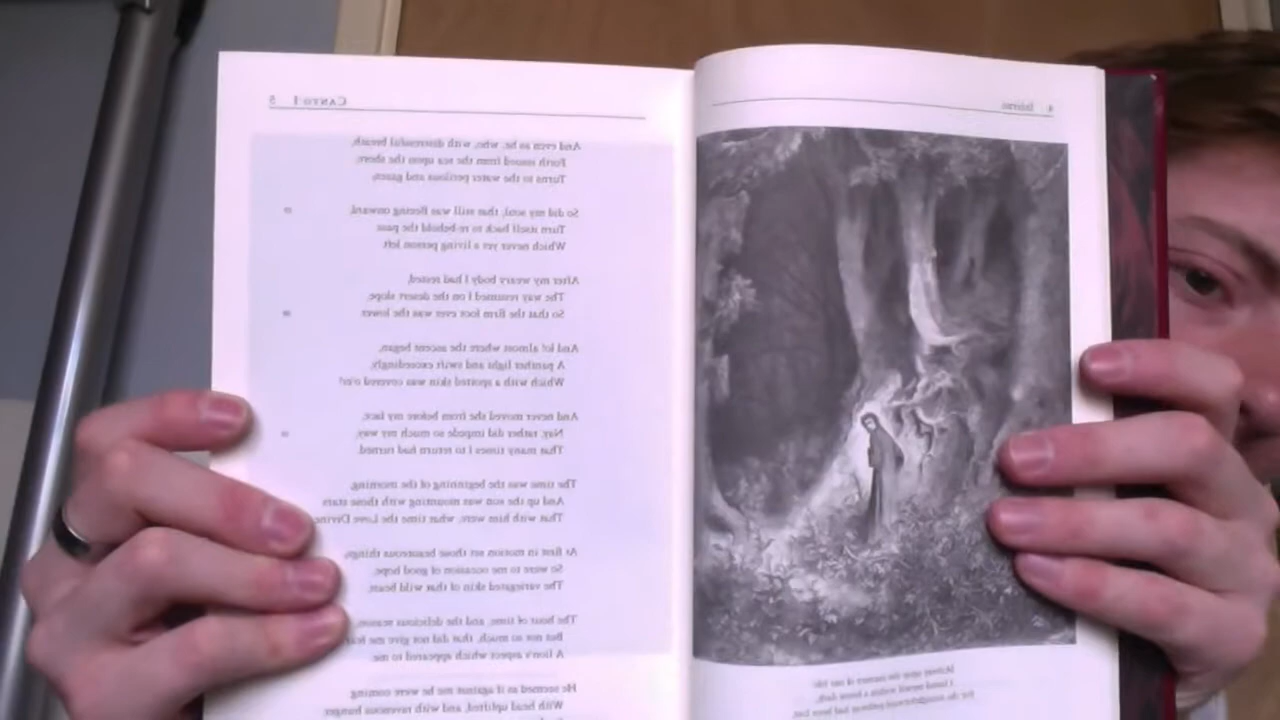 4 Inferno
Midway upon the journey of our life
I found myself within a forest dark,
For the straightforward pathway had been lost.
CANTO I 5
And even as he, who, with distressful breath,
Forth issued from the sea upon the shore,
Turns to the water perilous and gazes;
So did my soul, that still was fleeing onward,
Turn itself back to re-behold the pass
Which never yet a living person left.
After my weary body I had rested,
The way resumed I on the desert slope,
So that the firm foot ever was the lower.
And lo! almost where the ascent began,
A panther light and swift exceedingly,
Which with a spotted skin was covered o'er!
And never moved she from before my face,
Nay, rather did impede so much my way,
That many times I to return had turned.
The time was the beginning of the morning,
And up the sun was mounting with those stars
That with him were, what time the Love Divine
At first in motion set those beauteous things;
So were to me occasion of good hope,
The variegated skin of that wild beast,
The hour of time, and the delicious season;
But not so much, that did not give me fear
A lion's aspect which appeared to me.
He seemed as if against me he were coming
With head uplifted, and with ravenous hunger,